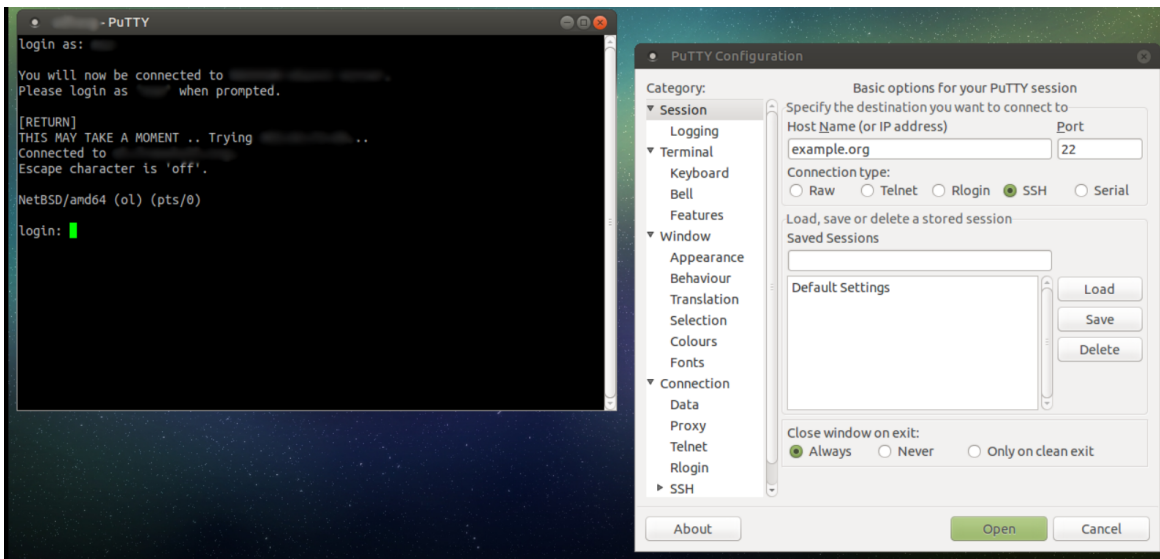 - PuTTY
login as:
You will now be connected to
Please login as ' ' when prompted.
[RETURN]
THIS MAY TAKE A MOMENT .. Trying ...
Connected to
Escape character is 'off'.
NetBSD/amd64 (ol) (pts/0)
login:
PuTTY Configuration
Category:
Session
Logging
Terminal
Keyboard
Bell
Features
Window
Appearance
Behaviour
Translation
Selection
Colours
Fonts
Connection
Data
Proxy
Telnet
Rlogin
SSH
Basic options for your PuTTY session
Specify the destination you want to connect to
Host Name (or IP address) Port
example.org 22
Connection type:
Raw Telnet Rlogin SSH Serial
Load, save or delete a stored session
Saved Sessions
Default Settings
Load
Save
Delete
Close window on exit:
Always Never Only on clean exit
About Open Cancel